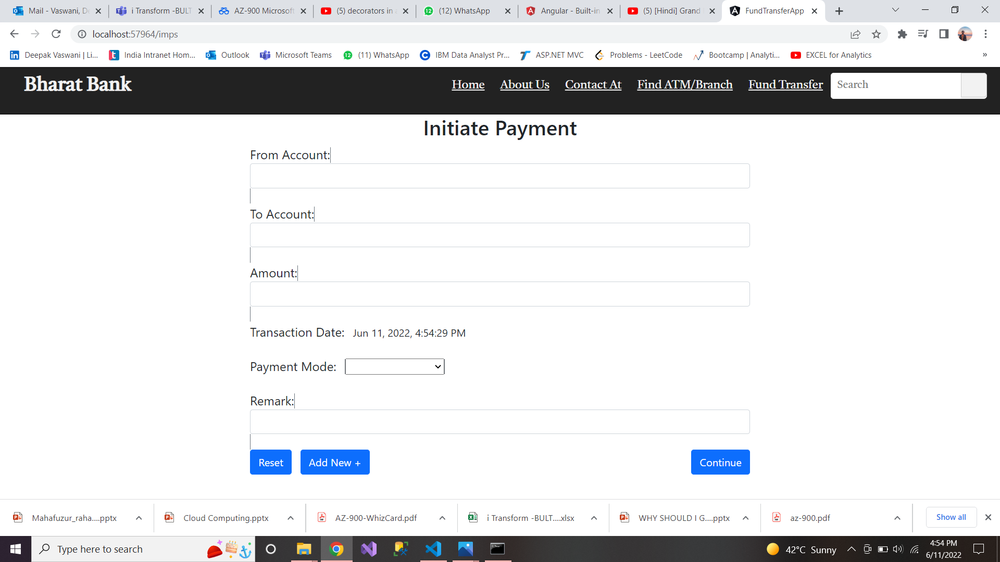 Mail - Vaswani, De
i Transform -BULT
AZ-900 Microsoft
(5) decorators in a
12
(12) WhatsApp
Angular - Built-in
(5) [Hindi] Grand
FundTransferApp
localhost:57964/imps
Deepak Vaswani | Li...
India Intranet Hom...
Outlook
Microsoft Teams
12
(11) WhatsApp
IBM Data Analyst Pr...
ASP.NET MVC
Problems - LeetCode
Bootcamp | Analyti...
EXCEL for Analytics
»
Bharat Bank
Home
About Us
Contact At
Find ATM/Branch
Fund Transfer
Search
Initiate Payment
From Account:
To Account:
Amount:
Transaction Date: Jun 11, 2022, 4:54:29 PM
Payment Mode:
Remark:
Reset
Add New +
Continue
Mahafuzur_raha....pptx
Cloud Computing.pptx
AZ-900-WhizCard.pdf
i Transform -BULT....xlsx
WHY SHOULD I G....pptx
az-900.pdf
Show all
Type here to search
42°C Sunny
4:54 PM
6/11/2022